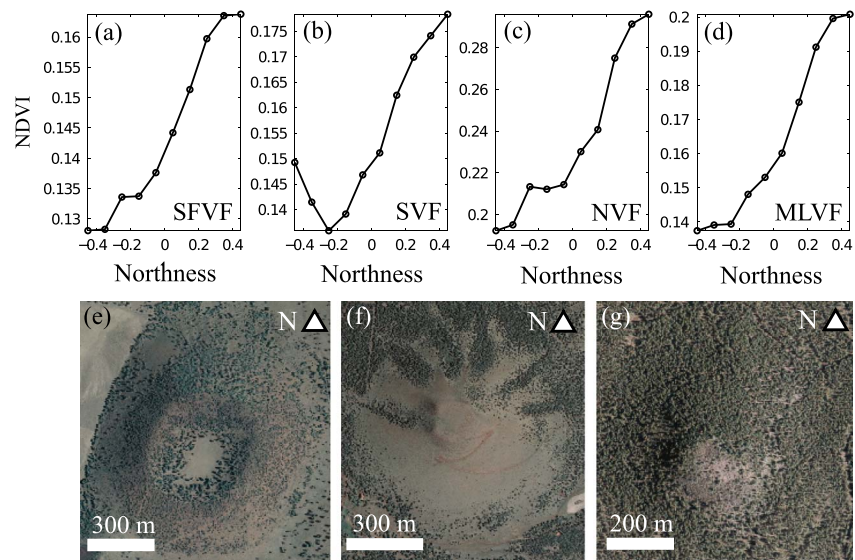 (a)
0.164
0.16
0.155
0.15
0.145
0.14
0.135
0.13
NDVI
SFVF
−0.4 −0.2 0 0.2 0.4
Northness
(b)
0.175
0.17
0.165
0.16
0.155
0.150
0.145
0.14
SVF
−0.4 −0.2 0 0.2 0.4
Northness
(c)
0.28
0.26
0.24
0.22
0.2
NVF
−0.4 −0.2 0 0.2 0.4
Northness
(d)
0.2
0.19
0.18
0.17
0.16
0.15
0.14
MLVF
−0.4 −0.2 0 0.2 0.4
Northness
(e)
N
300 m
(f)
N
300 m
(g)
N
200 m